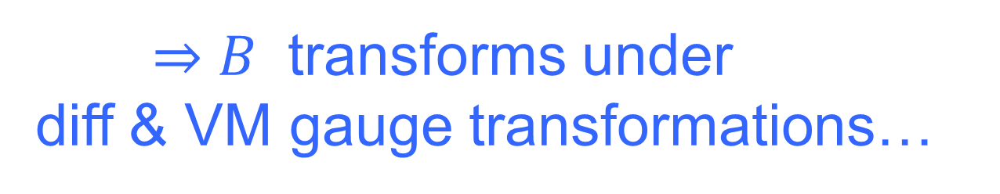 ⇒ 𝐵 transforms under
diff & VM gauge transformations…